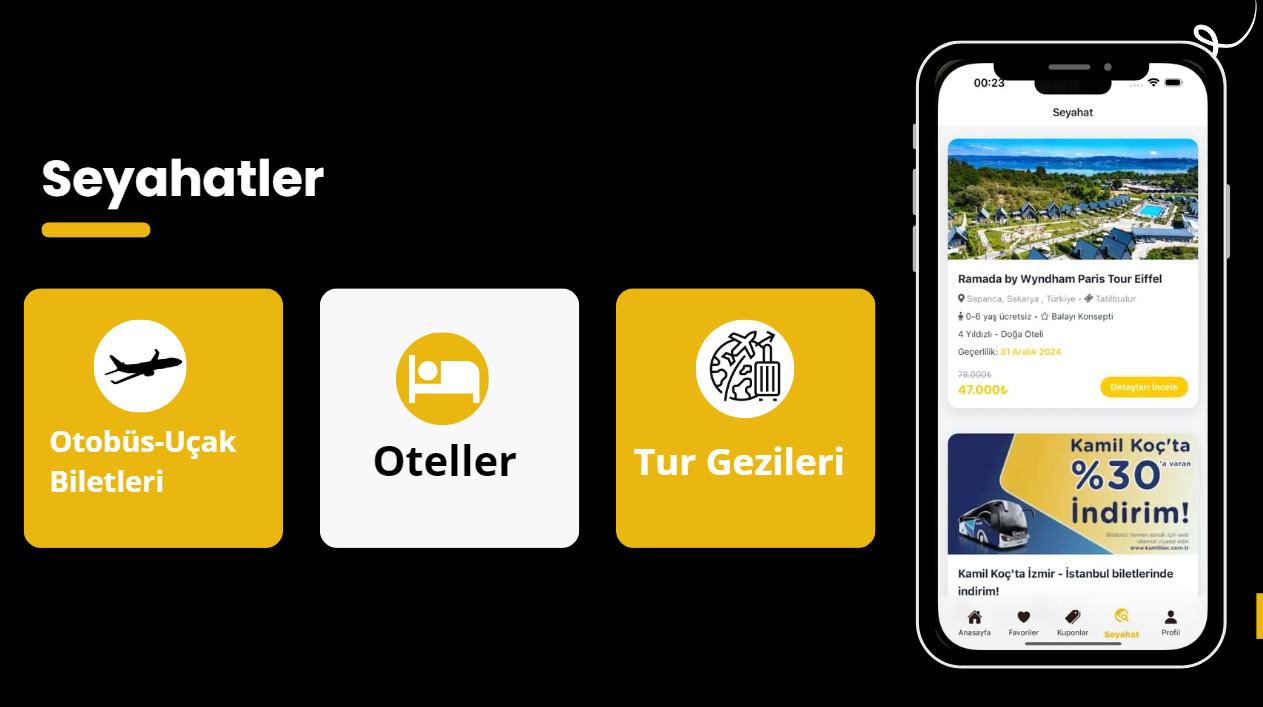 Seyahatler
Otobüs-Uçak
Biletleri
Oteller
Tur Gezileri
00:23
Seyahat
Ramada by Wyndham Paris Tour Eiffel
Sapanca, Sakarya , Türkiye • Tatilbudur
0-6 yaş ücretsiz • Balayı Konsepti
4 Yıldızlı - Doğa Oteli
Geçerlilik: 31 Aralık 2024
78.000₺
47.000₺
Detayları İncele
Kamil Koç'ta
%30'a varan
İndirim!
www.kamilkoc.com.tr
Kamil Koç'ta İzmir - İstanbul biletlerinde
indirim!
Anasayfa Favoriler Kuponlar Seyahat Profil